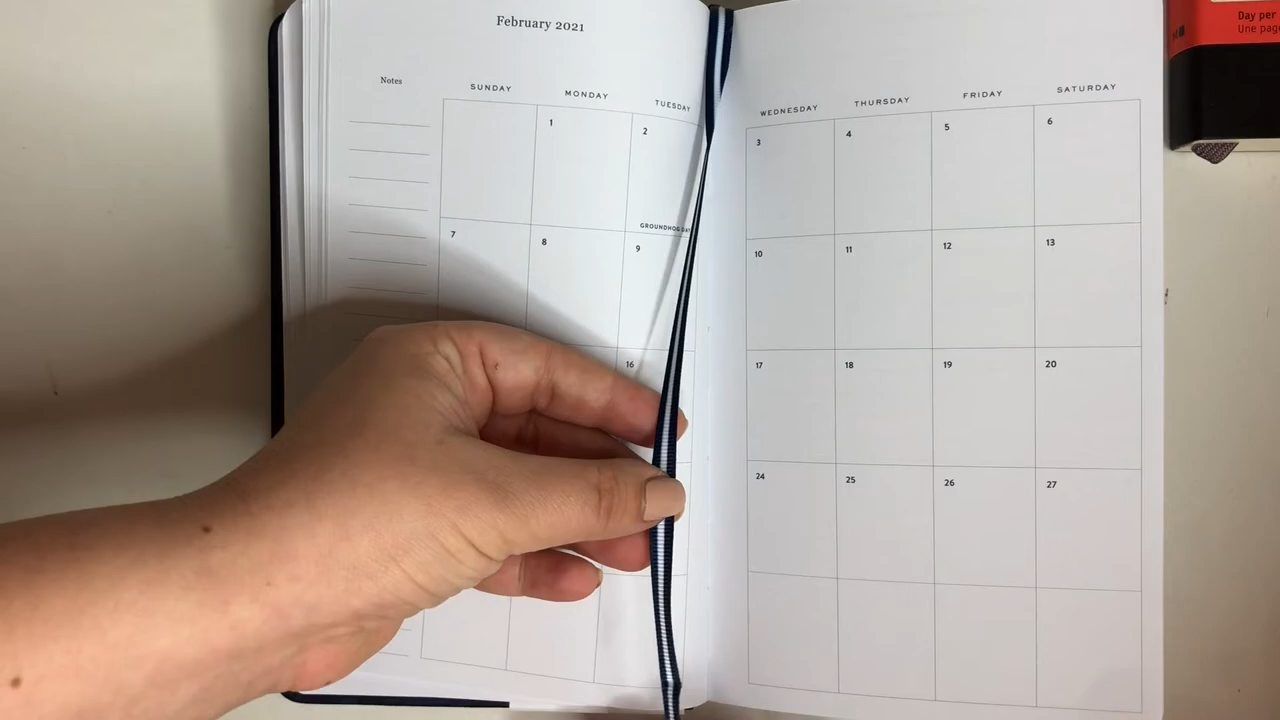 February 2021
Day per
Une page
Notes
SUNDAY MONDAY TUESDAY WEDNESDAY THURSDAY FRIDAY SATURDAY
1 2 3 4 5 6
GROUNDHOG DAY
7 8 9 10 11 12 13
16 17 18 19 20
24 25 26 27